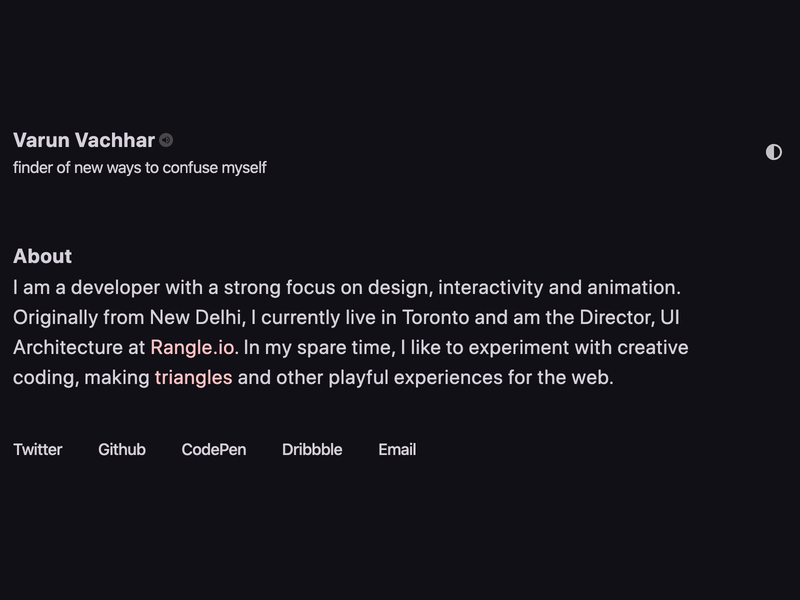 Varun Vachhar
finder of new ways to confuse myself
About
I am a developer with a strong focus on design, interactivity and animation.
Originally from New Delhi, I currently live in Toronto and am the Director, UI
Architecture at Rangle.io. In my spare time, I like to experiment with creative
coding, making triangles and other playful experiences for the web.
Twitter Github CodePen Dribbble Email